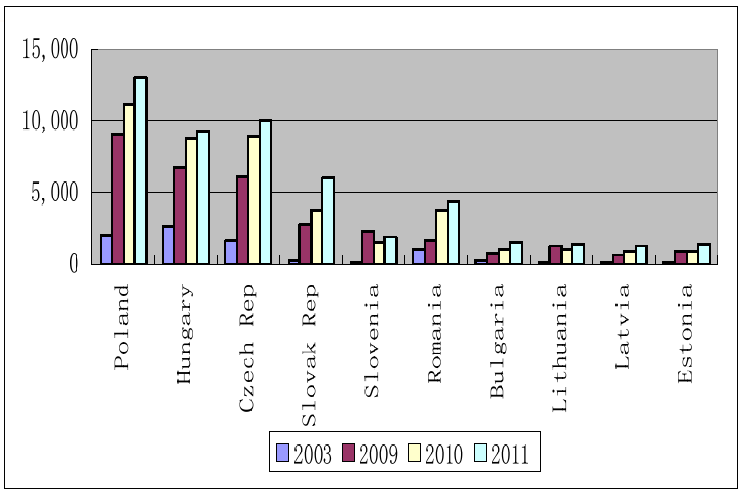 15,000
10,000
5,000
0
Poland
Hungary
Czech Rep
Slovak Rep
Slovenia
Romania
Bulgaria
Lithuania
Latvia
Estonia
2003 2009 2010 2011